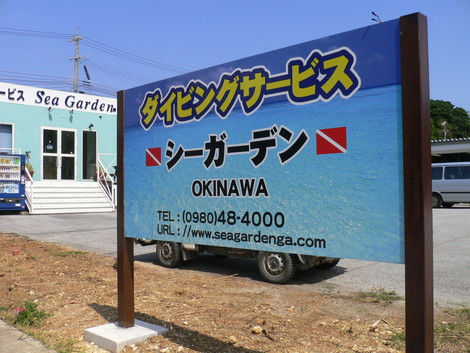 ダイビングサービス
シーガーデン
OKINAWA
TEL : (0980)48-4000
URL : //www.seagardenga.com
ービス Sea Garden